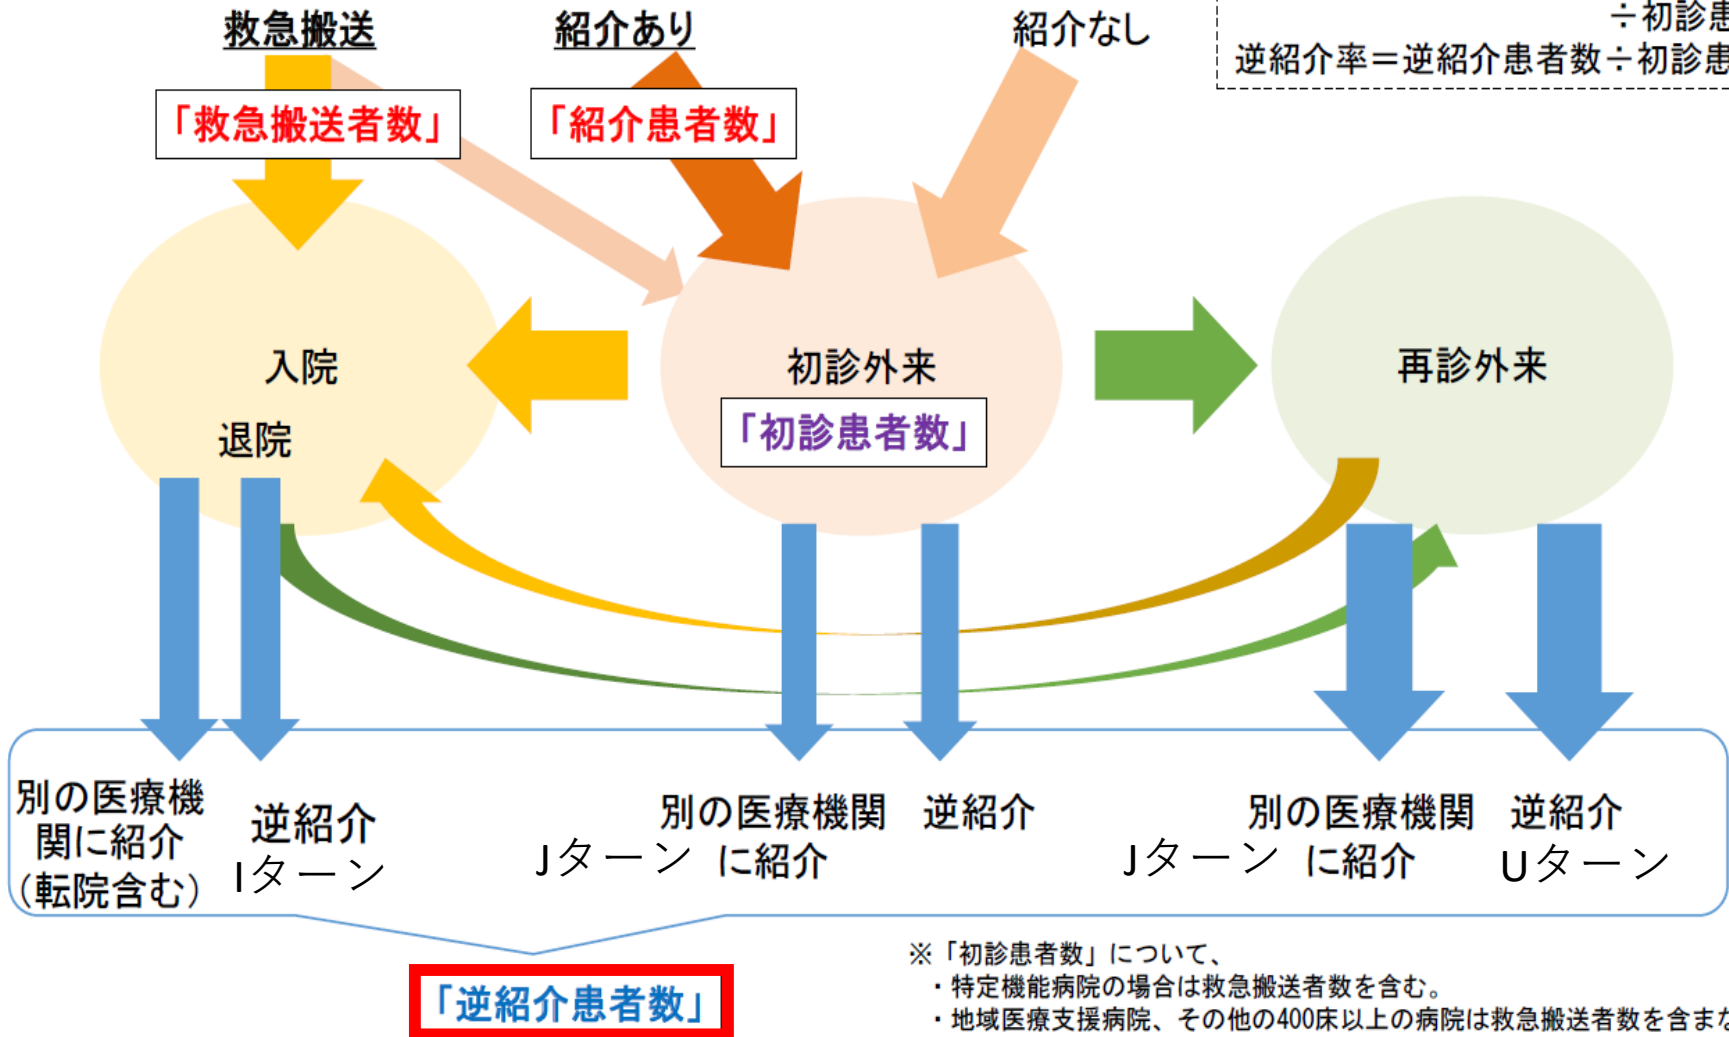 救急搬送
紹介あり
紹介なし
÷初診患
逆紹介率＝逆紹介患者数÷初診患
「救急搬送者数」
「紹介患者数」
入院
退院
初診外来
「初診患者数」
再診外来
別の医療機
関に紹介
（転院含む）
逆紹介
Iターン
別の医療機関
に紹介
Jターン
逆紹介
別の医療機関
に紹介
Jターン
逆紹介
Uターン
「逆紹介患者数」
※「初診患者数」について、
・特定機能病院の場合は救急搬送者数を含む。
・地域医療支援病院、その他の400床以上の病院は救急搬送者数を含まな